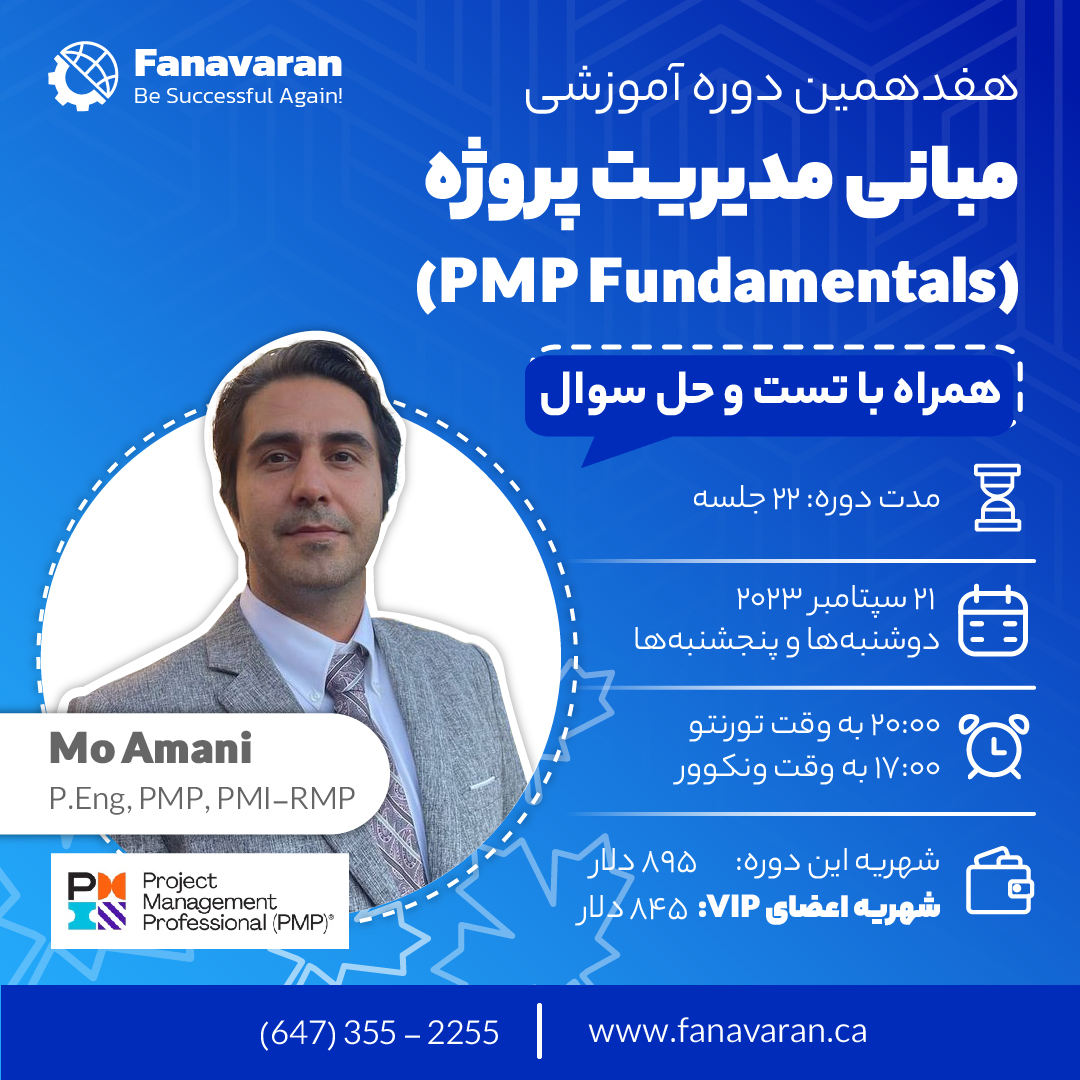 Fanavaran
Be Successful Again!
هفدهمین دوره آموزشی
مبانی مدیریت پروژه
(PMP Fundamentals)
همراه با تست و حل سوال
مدت دوره: ۲۲ جلسه
۲۱ سپتامبر ۲۰۲۳
دوشنبه‌ها و پنجشنبه‌ها
۲۰:۰۰ به وقت تورنتو
۱۷:۰۰ به وقت ونکوور
شهریه این دوره: ۸۹۵ دلار
شهریه اعضای VIP: ۸۴۵ دلار
Mo Amani
P.Eng, PMP, PMI-RMP
PMI
Project
Management
Professional (PMP)®
(647) 355 - 2255
www.fanavaran.ca